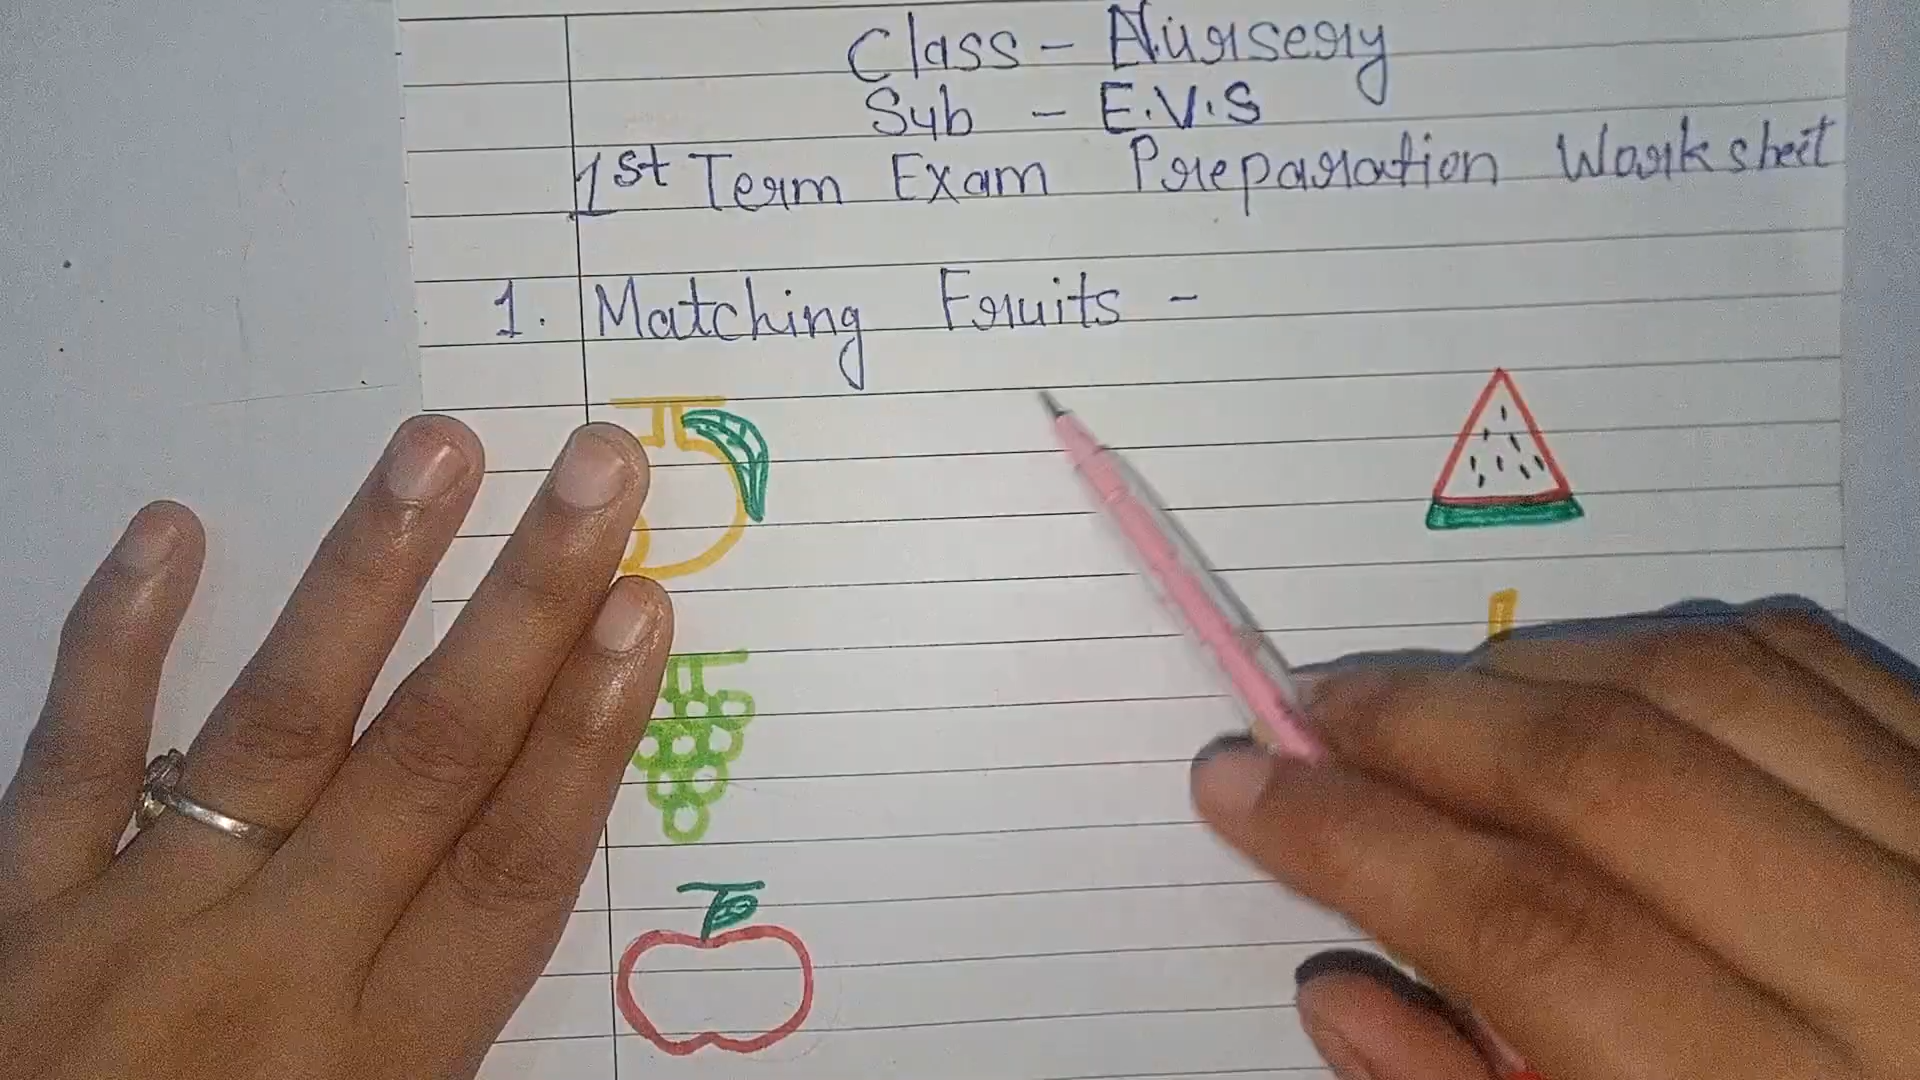 Class - Nursery
Sub - E.V.S
1st Term Exam Preparation Worksheet
1. Matching Fruits -